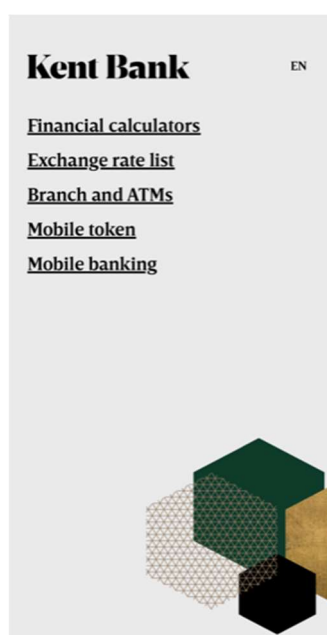 Kent Bank
EN
Financial calculators
Exchange rate list
Branch and ATMs
Mobile token
Mobile banking